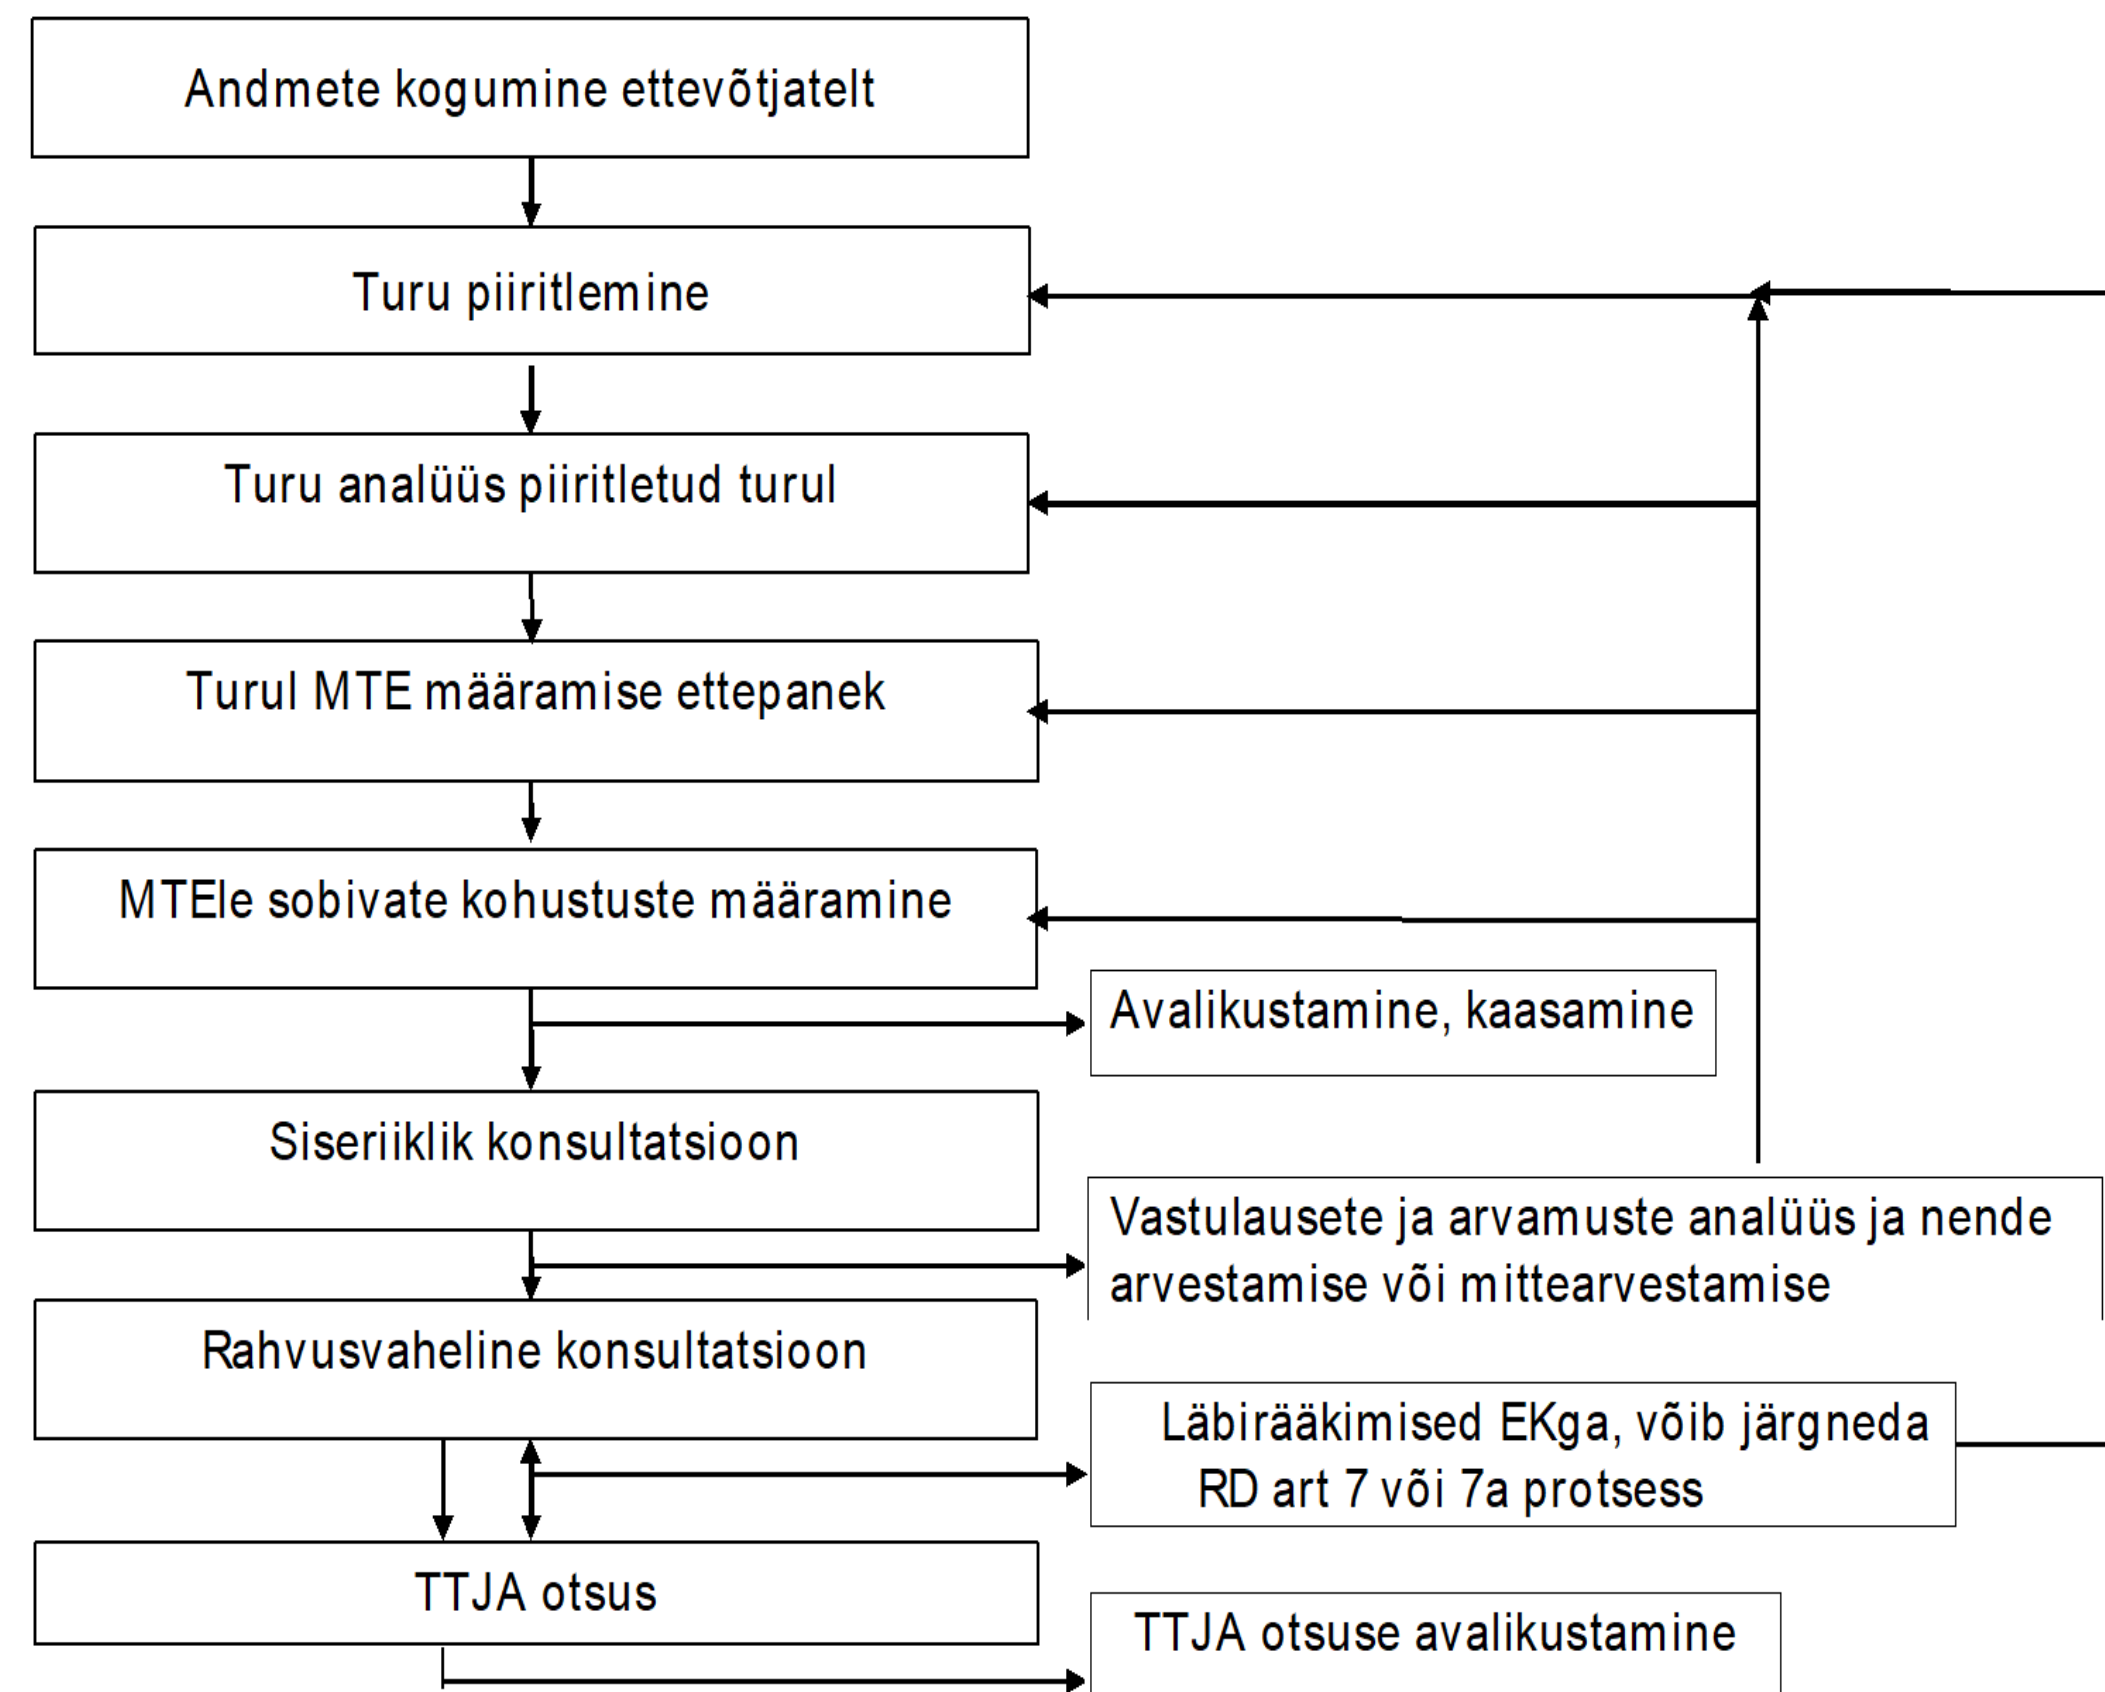 Andmete kogumine ettevõtjatelt
Turu piiritlemine
Turu analüüs piiritletud turul
Turul MTE määramise ettepanek
MTEle sobivate kohustuste määramine
Avalikustamine, kaasamine
Siseriiklik konsultatsioon
Vastulausete ja arvamuste analüüs ja nende
arvestamise või mittearvestamise
Rahvusvaheline konsultatsioon
Läbirääkimised EKga, võib järgneda
RD art 7 või 7a protsess
TTJA otsus
TTJA otsuse avalikustamine